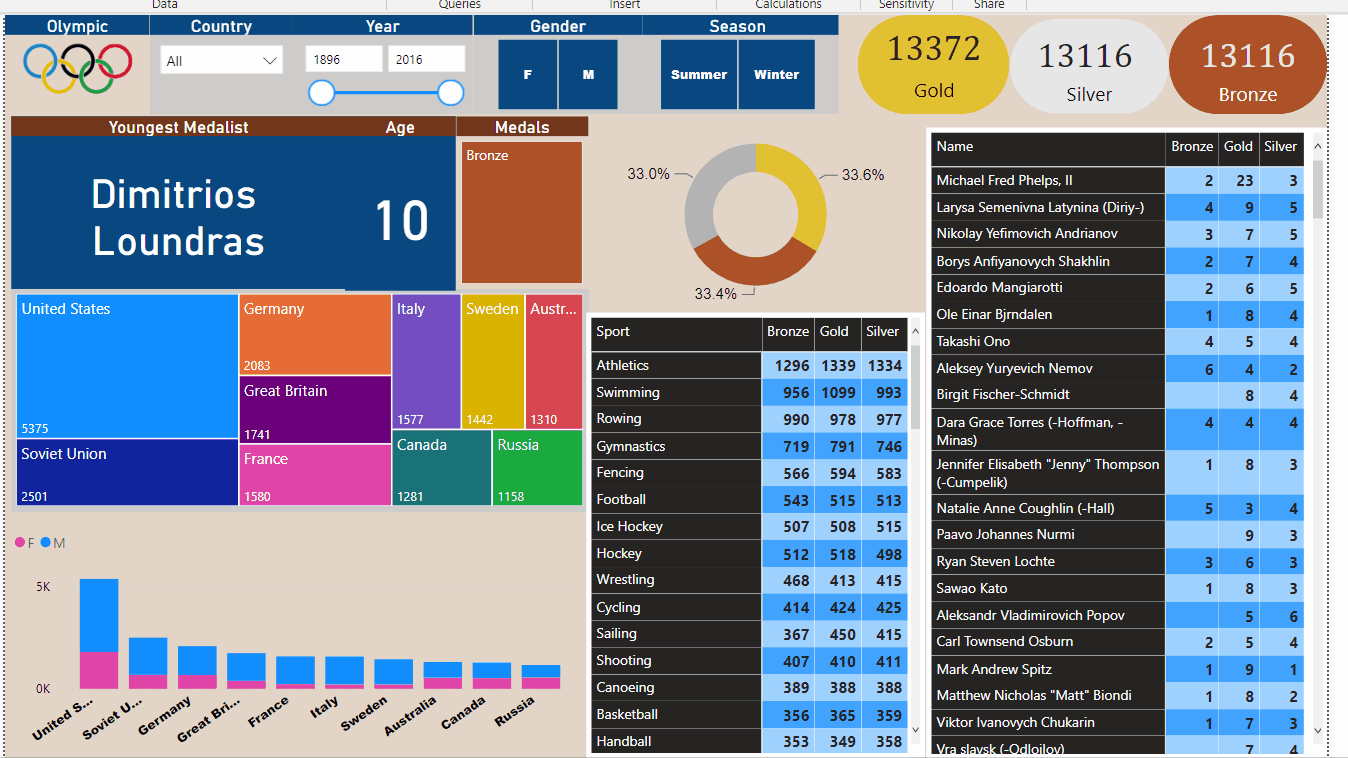 Data Queries Insert Calculations Sensitivity Share
Olympic Country Year Gender Season
All
1896 2016
F M
Summer Winter
13372
Gold
13116
Silver
13116
Bronze
Youngest Medalist Age Medals
Dimitrios
Loundras
10
Bronze
33.0%
33.6%
33.4%
United States
5375
Soviet Union
2501
Germany
2083
Great Britain
1741
France
1580
Italy
1577
Sweden
1442
Austr...
1310
Canada
1281
Russia
1158
F M
5K
0K
United S...
Soviet U...
Germany
Great Bri...
France
Italy
Sweden
Australia
Canada
Russia
Sport Bronze Gold Silver
Athletics 1296 1339 1334
Swimming 956 1099 993
Rowing 990 978 977
Gymnastics 719 791 746
Fencing 566 594 583
Football 543 515 513
Ice Hockey 507 508 515
Hockey 512 518 498
Wrestling 468 413 415
Cycling 414 424 425
Sailing 367 450 415
Shooting 407 410 411
Canoeing 389 388 388
Basketball 356 365 359
Handball 353 349 358
Name Bronze Gold Silver
Michael Fred Phelps, II 2 23 3
Larysa Semenivna Latynina (Diriy-) 4 9 5
Nikolay Yefimovich Andrianov 3 7 5
Borys Anfiyanovych Shakhlin 2 7 4
Edoardo Mangiarotti 2 6 5
Ole Einar Bjrndalen 1 8 4
Takashi Ono 4 5 4
Aleksey Yuryevich Nemov 6 4 2
Birgit Fischer-Schmidt 8 4
Dara Grace Torres (-Hoffman, -
Minas) 4 4 4
Jennifer Elisabeth "Jenny" Thompson
(-Cumpelik) 1 8 3
Natalie Anne Coughlin (-Hall) 5 3 4
Paavo Johannes Nurmi 9 3
Ryan Steven Lochte 3 6 3
Sawao Kato 1 8 3
Aleksandr Vladimirovich Popov 5 6
Carl Townsend Osburn 2 5 4
Mark Andrew Spitz 1 9 1
Matthew Nicholas "Matt" Biondi 1 8 2
Viktor Ivanovych Chukarin 1 7 3
Vra slavsk (-Odloilov) 7 4